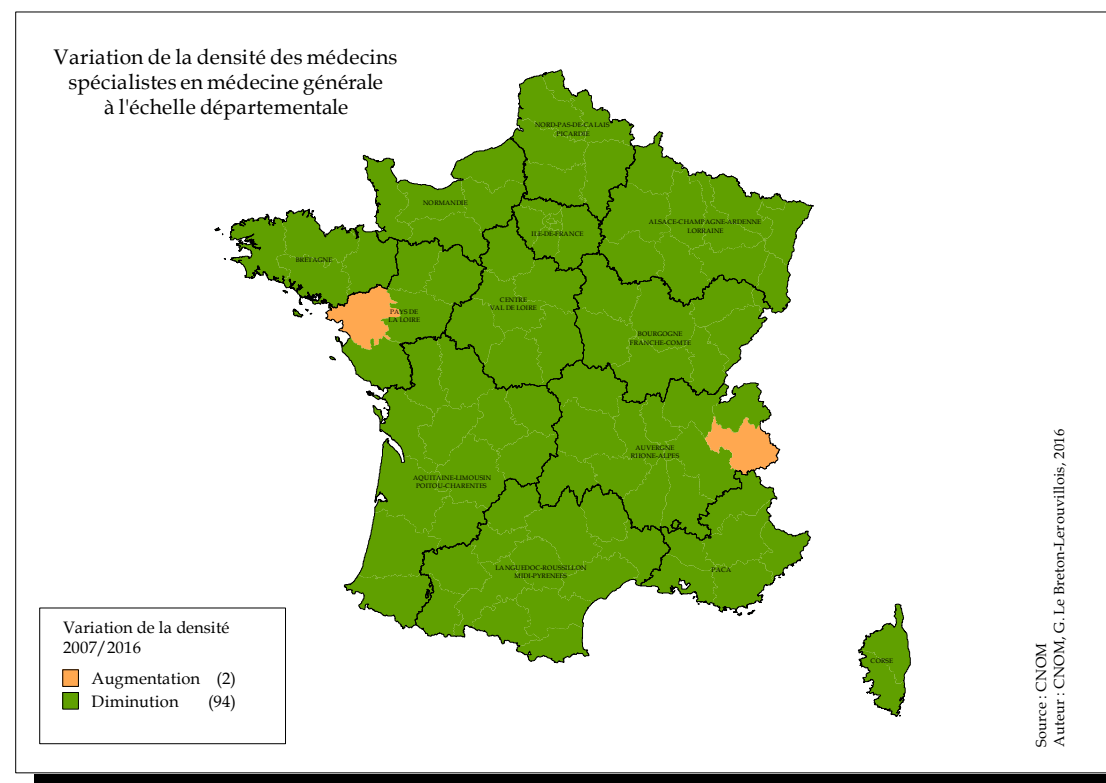 Variation de la densité des médecins
spécialistes en médecine générale
à l'échelle départementale
NORD-PAS-DE-CALAIS
PICARDIE
NORMANDIE
ILE-DE-FRANCE
ALSACE-CHAMPAGNE-ARDENNE
LORRAINE
BRETAGNE
PAYS DE
LA LOIRE
CENTRE
VAL DE LOIRE
BOURGOGNE
FRANCHE-COMTE
AUVERGNE
RHONE-ALPES
AQUITAINE-LIMOUSIN
POITOU-CHARENTES
LANGUEDOC-ROUSSILLON
MIDI-PYRENEES
PACA
CORSE
Variation de la densité
2007/2016
Augmentation (2)
Diminution (94)
Source : CNOM
Auteur : CNOM, G. Le Breton-Lerouvillois, 2016